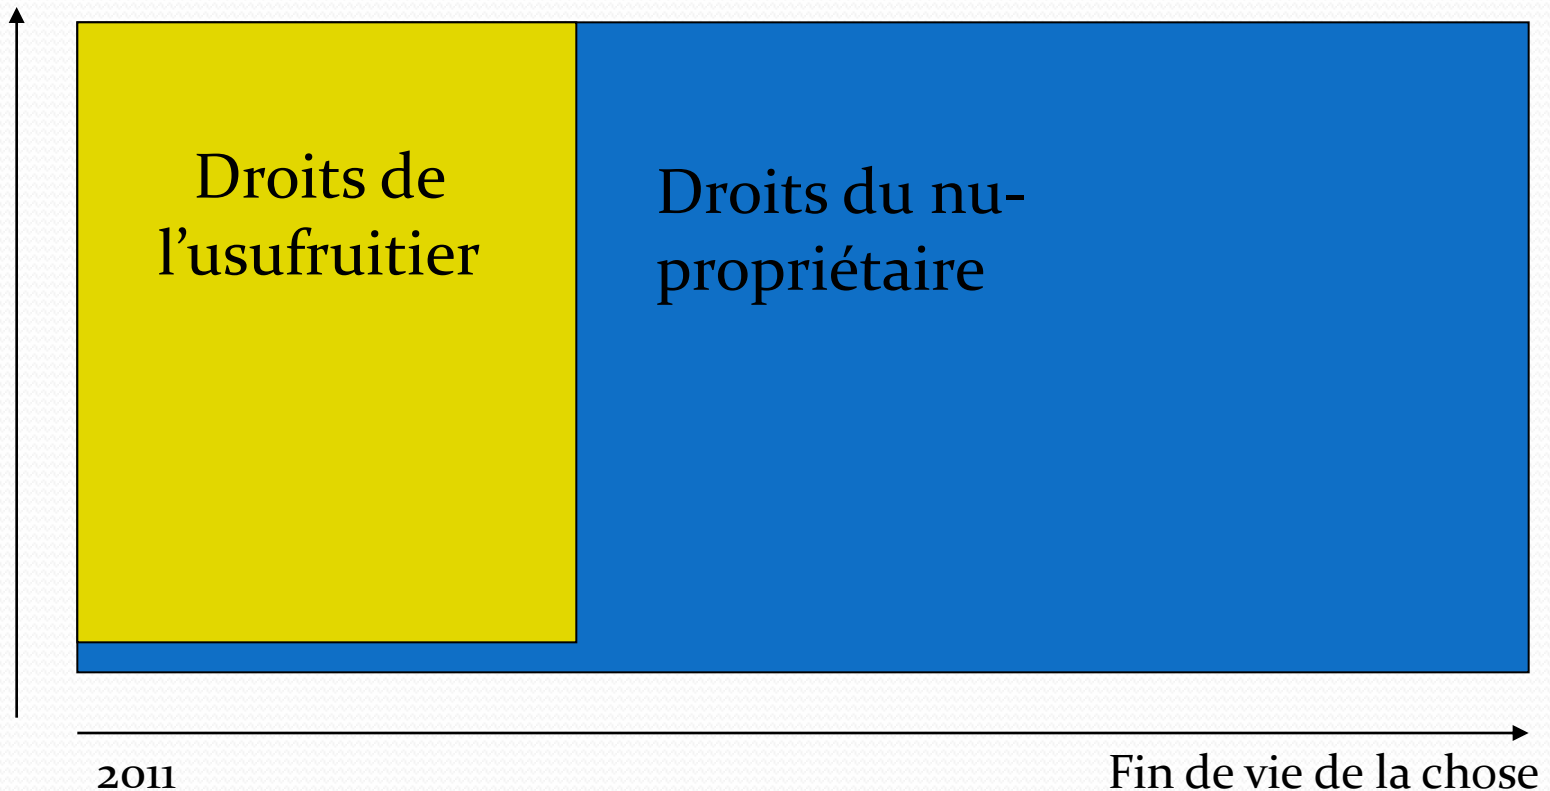 Droits de
l’usufruitier
Droits du nu-
propriétaire
2011
Fin de vie de la chose